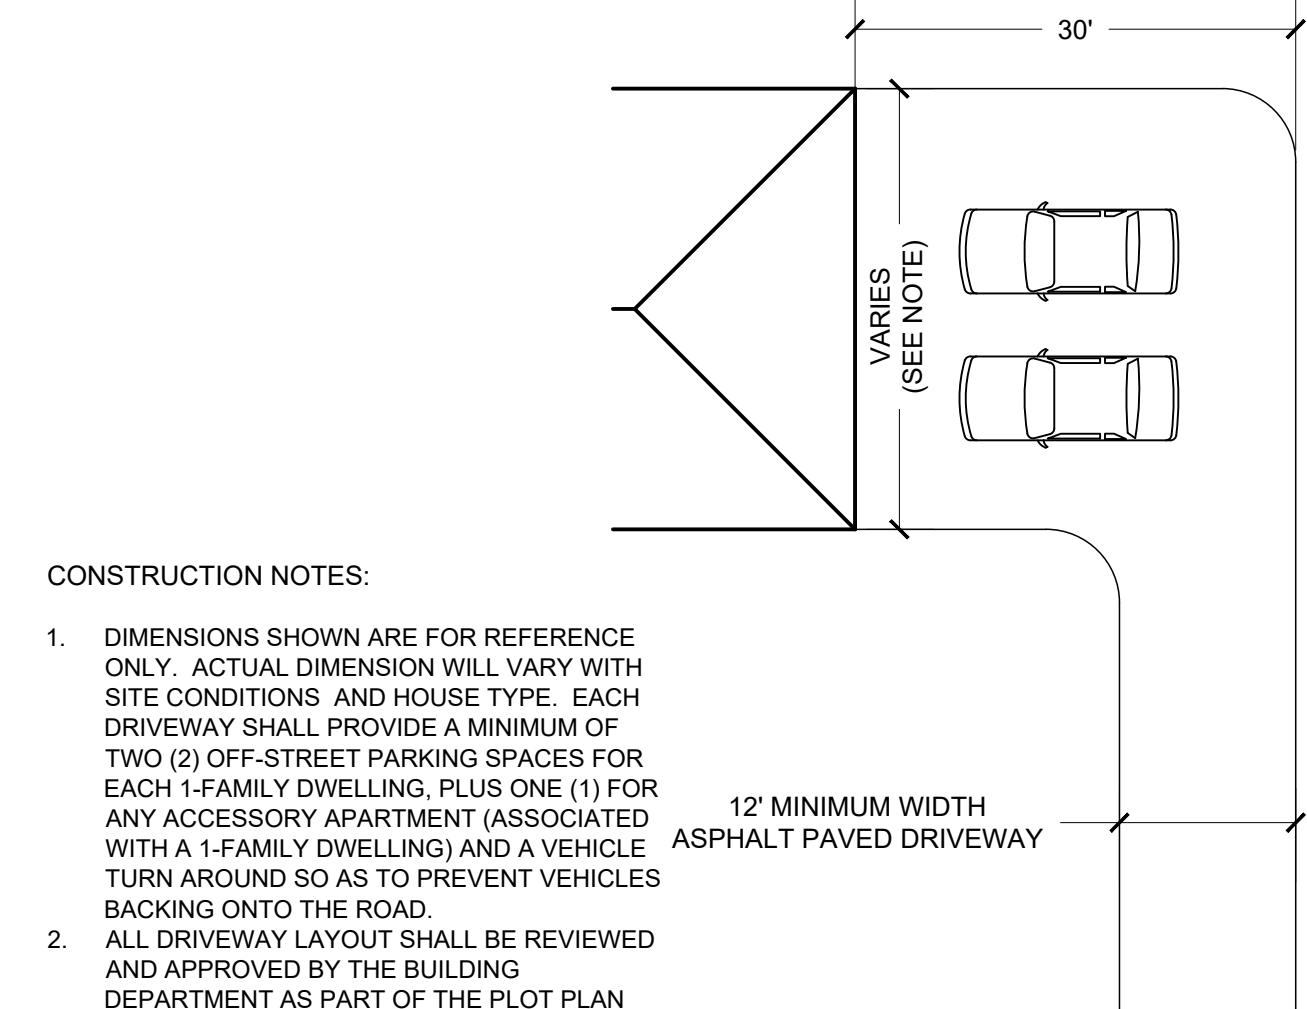 30'
VARIES
(SEE NOTE)
CONSTRUCTION NOTES:
1. DIMENSIONS SHOWN ARE FOR REFERENCE
ONLY. ACTUAL DIMENSION WILL VARY WITH
SITE CONDITIONS AND HOUSE TYPE. EACH
DRIVEWAY SHALL PROVIDE A MINIMUM OF
TWO (2) OFF-STREET PARKING SPACES FOR
EACH 1-FAMILY DWELLING, PLUS ONE (1) FOR
ANY ACCESSORY APARTMENT (ASSOCIATED
WITH A 1-FAMILY DWELLING) AND A VEHICLE
TURN AROUND SO AS TO PREVENT VEHICLES
BACKING ONTO THE ROAD.
2. ALL DRIVEWAY LAYOUT SHALL BE REVIEWED
AND APPROVED BY THE BUILDING
DEPARTMENT AS PART OF THE PLOT PLAN
12' MINIMUM WIDTH
ASPHALT PAVED DRIVEWAY